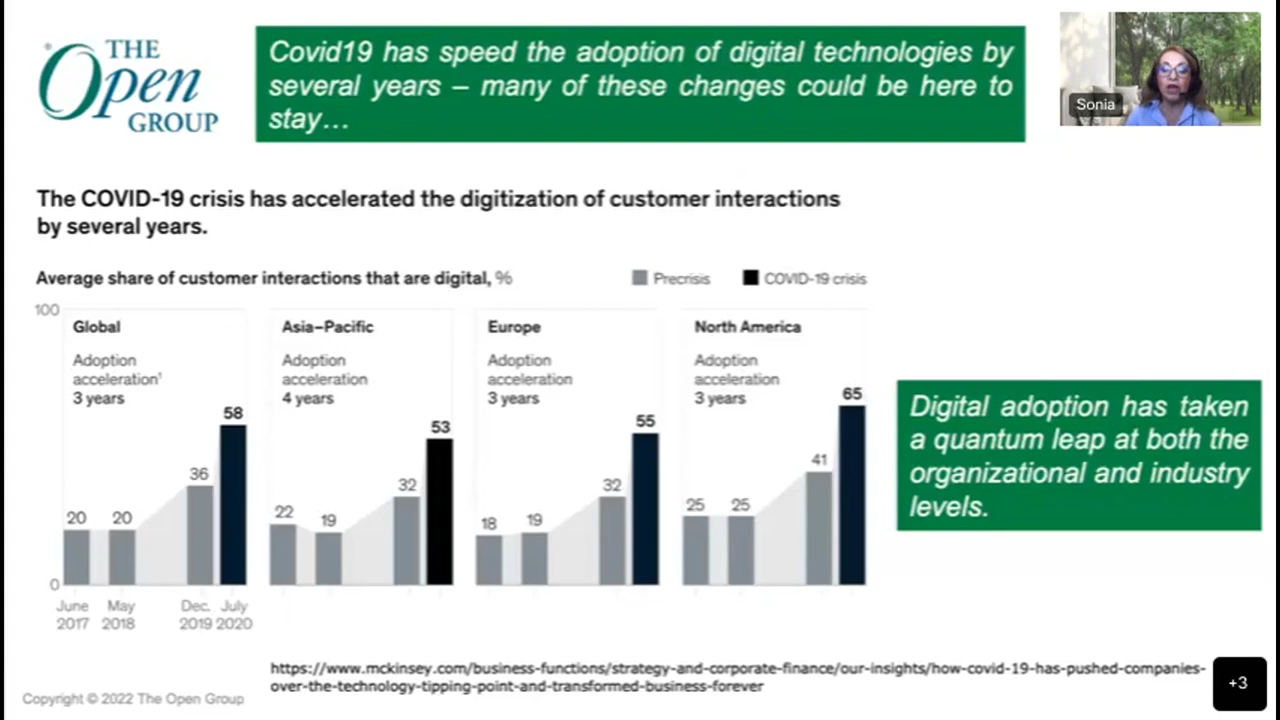 THE
Open
GROUP
Covid19 has speed the adoption of digital technologies by
several years – many of these changes could be here to
stay…
Sonia
The COVID-19 crisis has accelerated the digitization of customer interactions
by several years.
Average share of customer interactions that are digital, %
Precrisis
COVID-19 crisis
100
0
Global
Adoption
acceleration¹
3 years
20
20
36
58
June
2017
May
2018
Dec.
2019
July
2020
Asia–Pacific
Adoption
acceleration
4 years
22
19
32
53
Europe
Adoption
acceleration
3 years
18
19
32
55
North America
Adoption
acceleration
3 years
25
25
41
65
Digital adoption has taken
a quantum leap at both the
organizational and industry
levels.
https://www.mckinsey.com/business-functions/strategy-and-corporate-finance/our-insights/how-covid-19-has-pushed-companies-
over-the-technology-tipping-point-and-transformed-business-forever
Copyright © 2022 The Open Group
+3